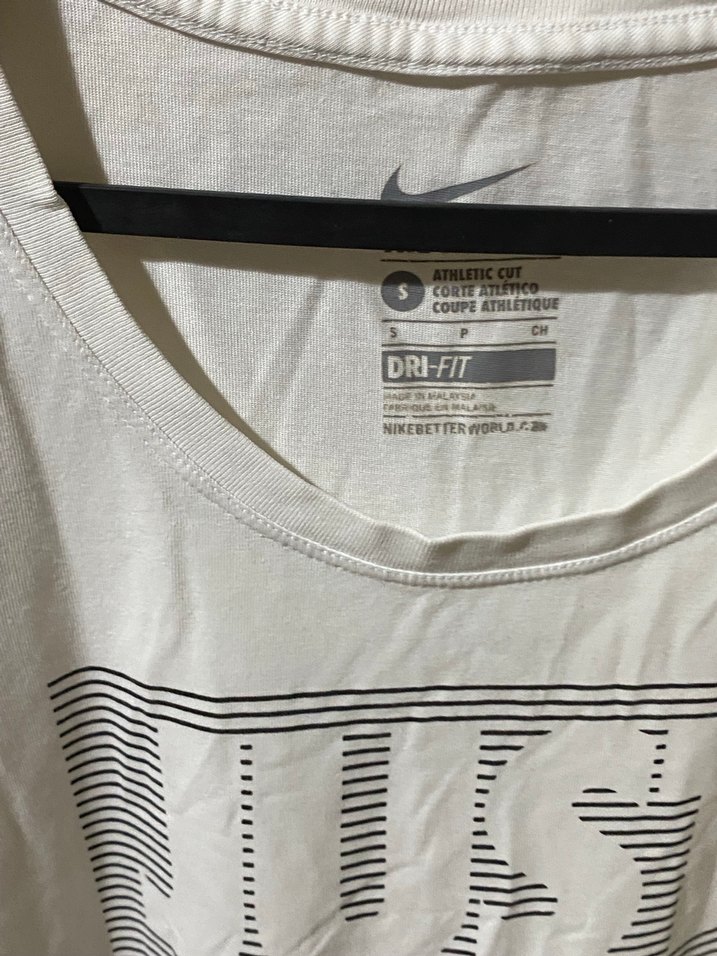 S
ATHLETIC CUT
CORTE ATLÉTICO
COUPE ATHLÉTIQUE
S P CH
DRI-FIT
MADE IN MALAYSIA
FABRIQUÉ EN MALAISIE
NIKEBETTERWORLD.COM